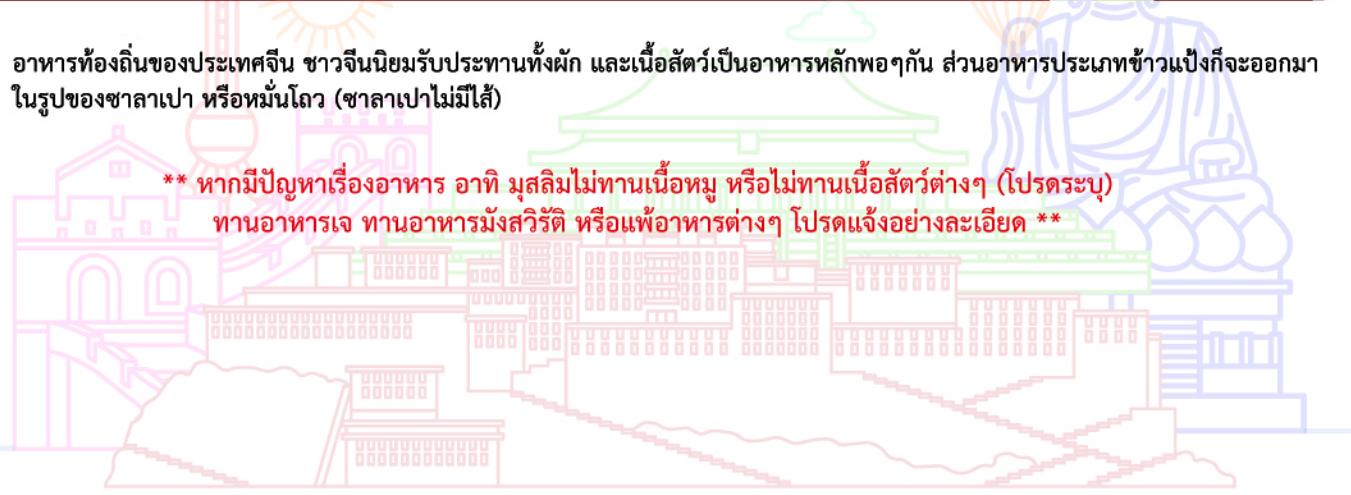 อาหารท้องถิ่นของประเทศจีน ชาวจีนนิยมรับประทานทั้งผัก และเนื้อสัตว์เป็นอาหารหลักพอๆกัน ส่วนอาหารประเภทข้าวแป้งก็จะออกมา
ในรูปของซาลาเปา หรือหมั่นโถว (ซาลาเปาไม่มีไส้)
** หากมีปัญหาเรื่องอาหาร อาทิ มุสลิมไม่ทานเนื้อหมู หรือไม่ทานเนื้อสัตว์ต่างๆ (โปรดระบุ)
ทานอาหารเจ ทานอาหารมังสวิรัติ หรือแพ้อาหารต่างๆ โปรดแจ้งอย่างละเอียด **